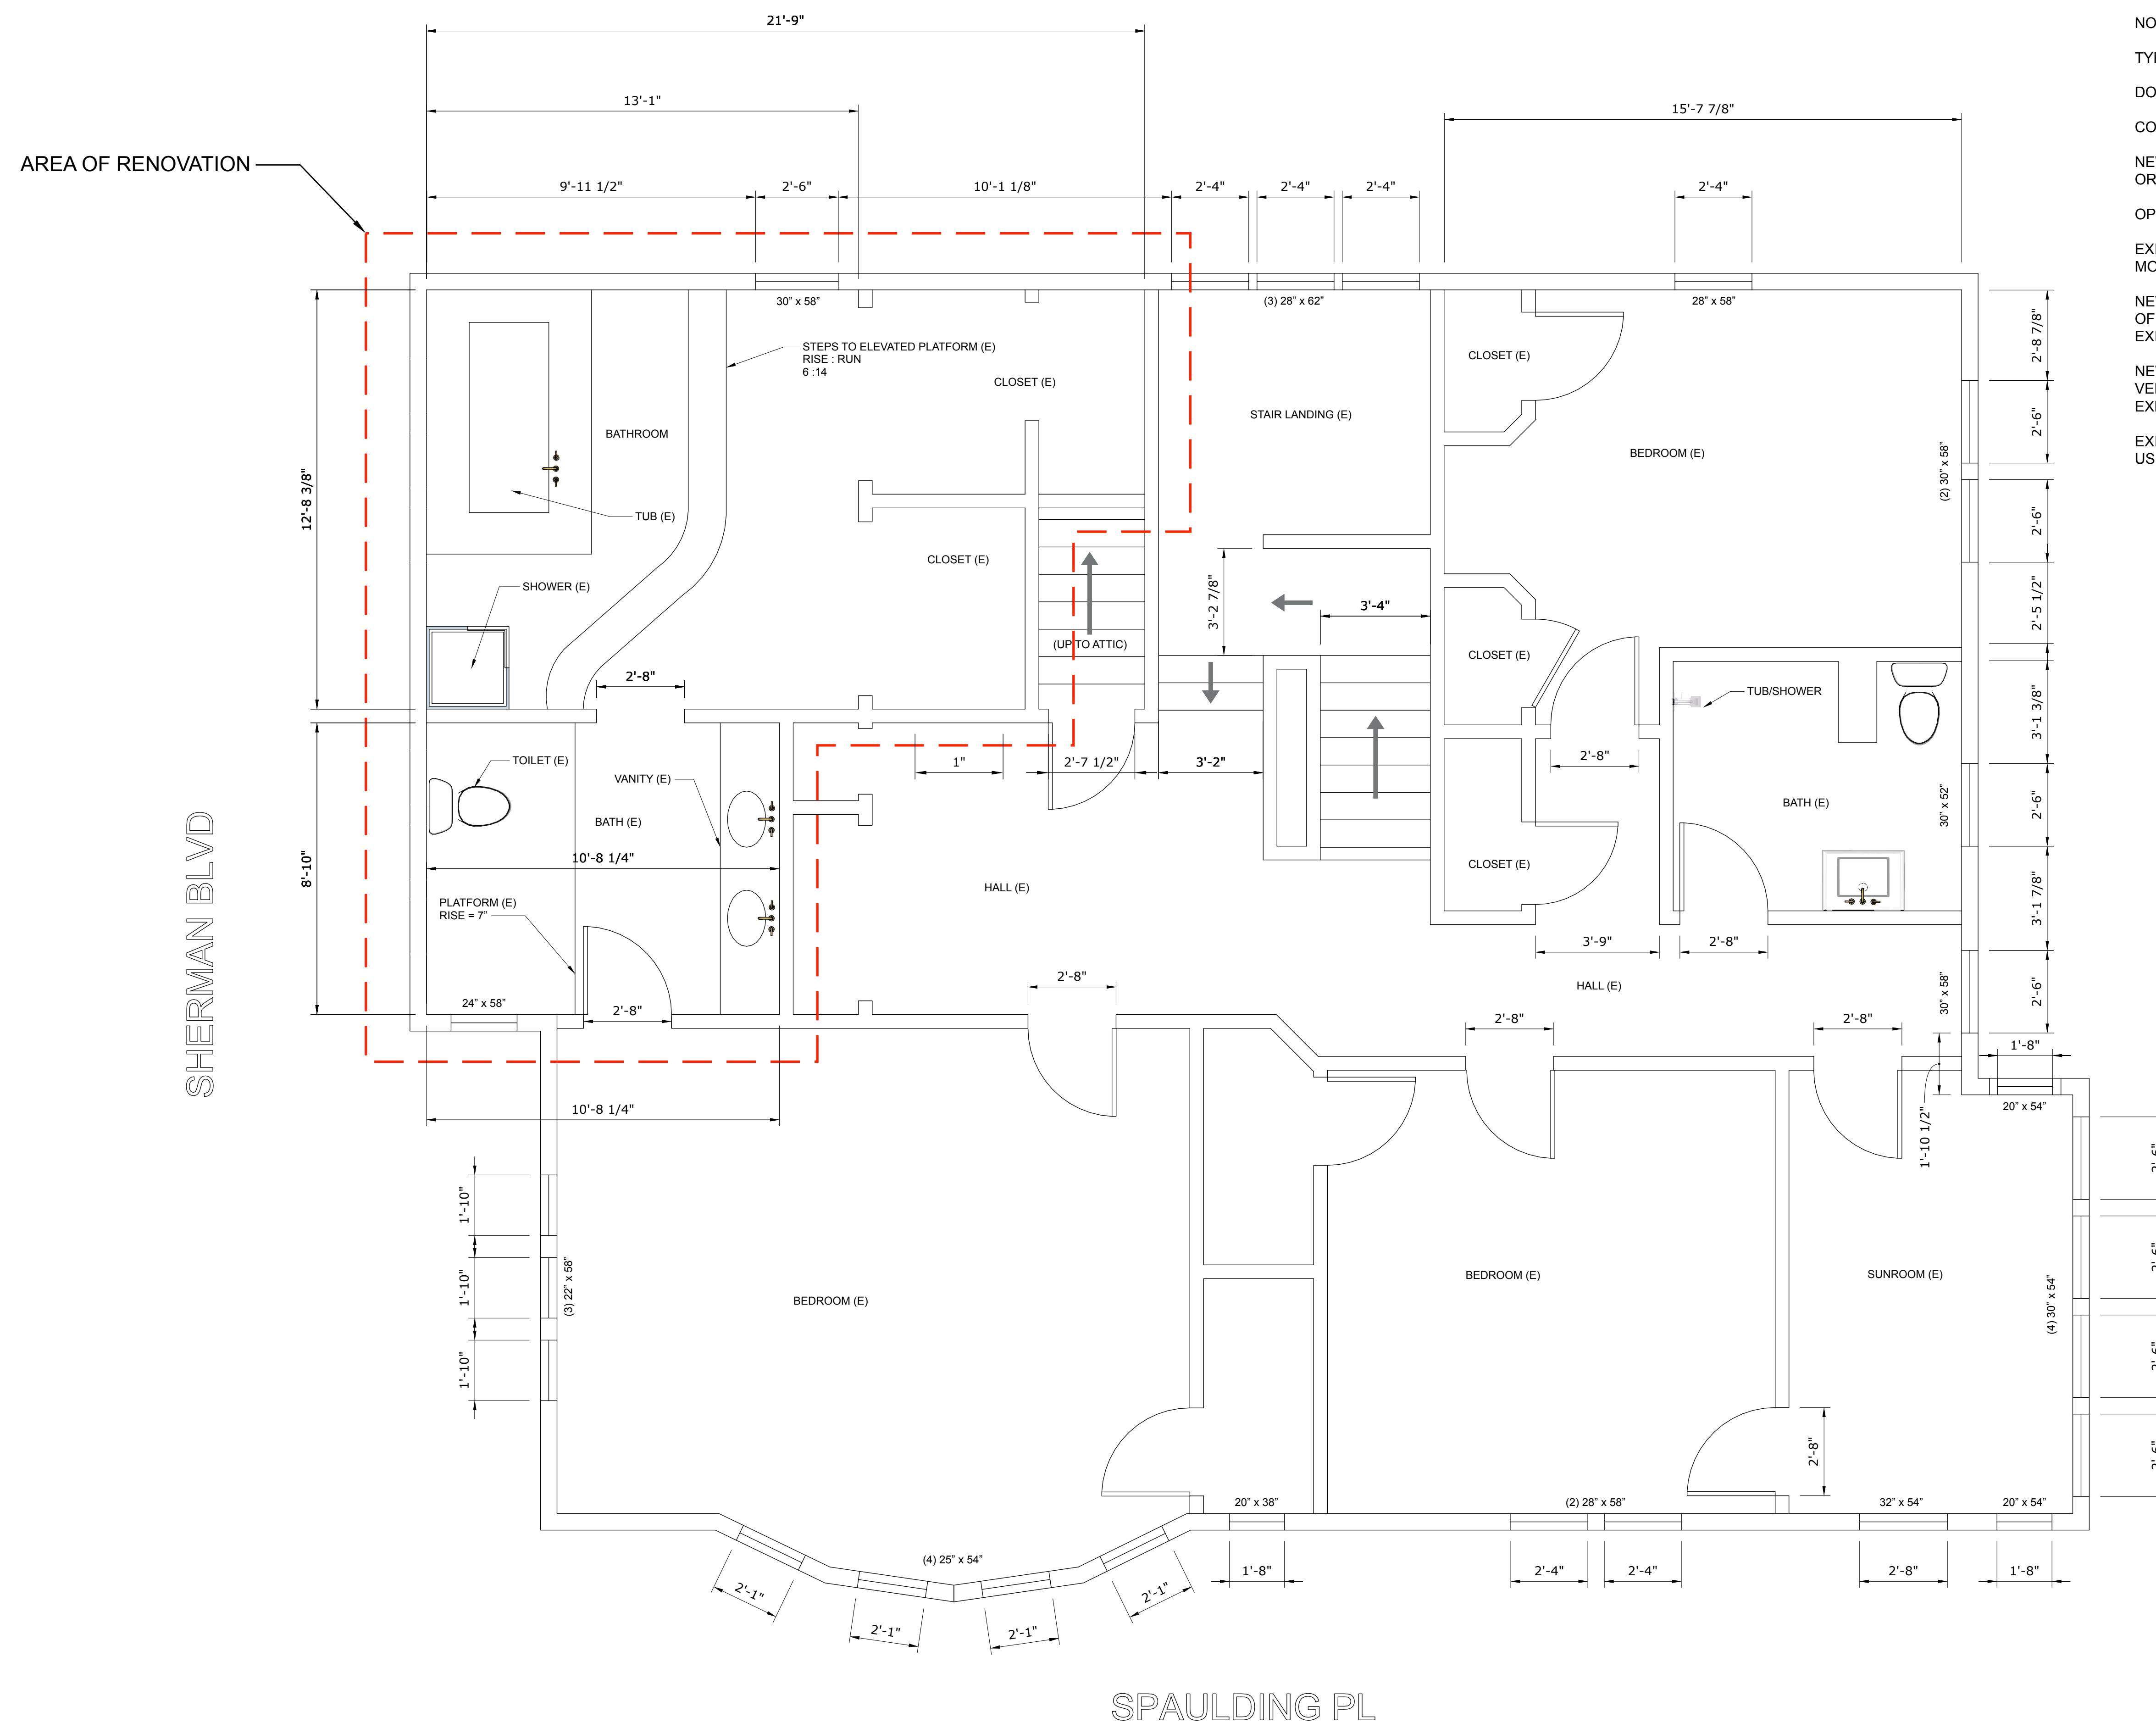 21'-9"
13'-1"
15'-7 7/8"
AREA OF RENOVATION
9'-11 1/2"
2'-6"
10'-1 1/8"
2'-4"
2'-4"
2'-4"
2'-4"
30" x 58"
(3) 28" x 62"
28" x 58"
STEPS TO ELEVATED PLATFORM (E)
RISE : RUN
6 :14
CLOSET (E)
CLOSET (E)
STAIR LANDING (E)
BATHROOM
BEDROOM (E)
2'-8 7/8"
2'-6"
(2) 30" x 58"
2'-6"
12'-8 3/8"
TUB (E)
CLOSET (E)
SHOWER (E)
3'-2 7/8"
3'-4"
2'-5 1/2"
(UP TO ATTIC)
CLOSET (E)
2'-8"
TUB/SHOWER
3'-1 3/8"
TOILET (E)
VANITY (E)
1"
2'-7 1/2"
3'-2"
2'-8"
BATH (E)
BATH (E)
30" x 52"
2'-6"
10'-8 1/4"
8'-10"
CLOSET (E)
HALL (E)
3'-1 7/8"
PLATFORM (E)
RISE = 7"
3'-9"
2'-8"
2'-8"
HALL (E)
30" x 58"
2'-6"
24" x 58"
2'-8"
2'-8"
2'-8"
1'-8"
SHERMAN BLVD
10'-8 1/4"
20" x 54"
1'-10 1/2"
1'-10"
1'-10"
1'-10"
(3) 22" x 58"
BEDROOM (E)
BEDROOM (E)
SUNROOM (E)
(4) 30" x 54"
2'-8"
20" x 38"
(2) 28" x 58"
32" x 54"
20" x 54"
(4) 25" x 54"
2'-1"
2'-1"
2'-1"
2'-1"
1'-8"
2'-4"
2'-4"
2'-8"
1'-8"
SPAULDING PL